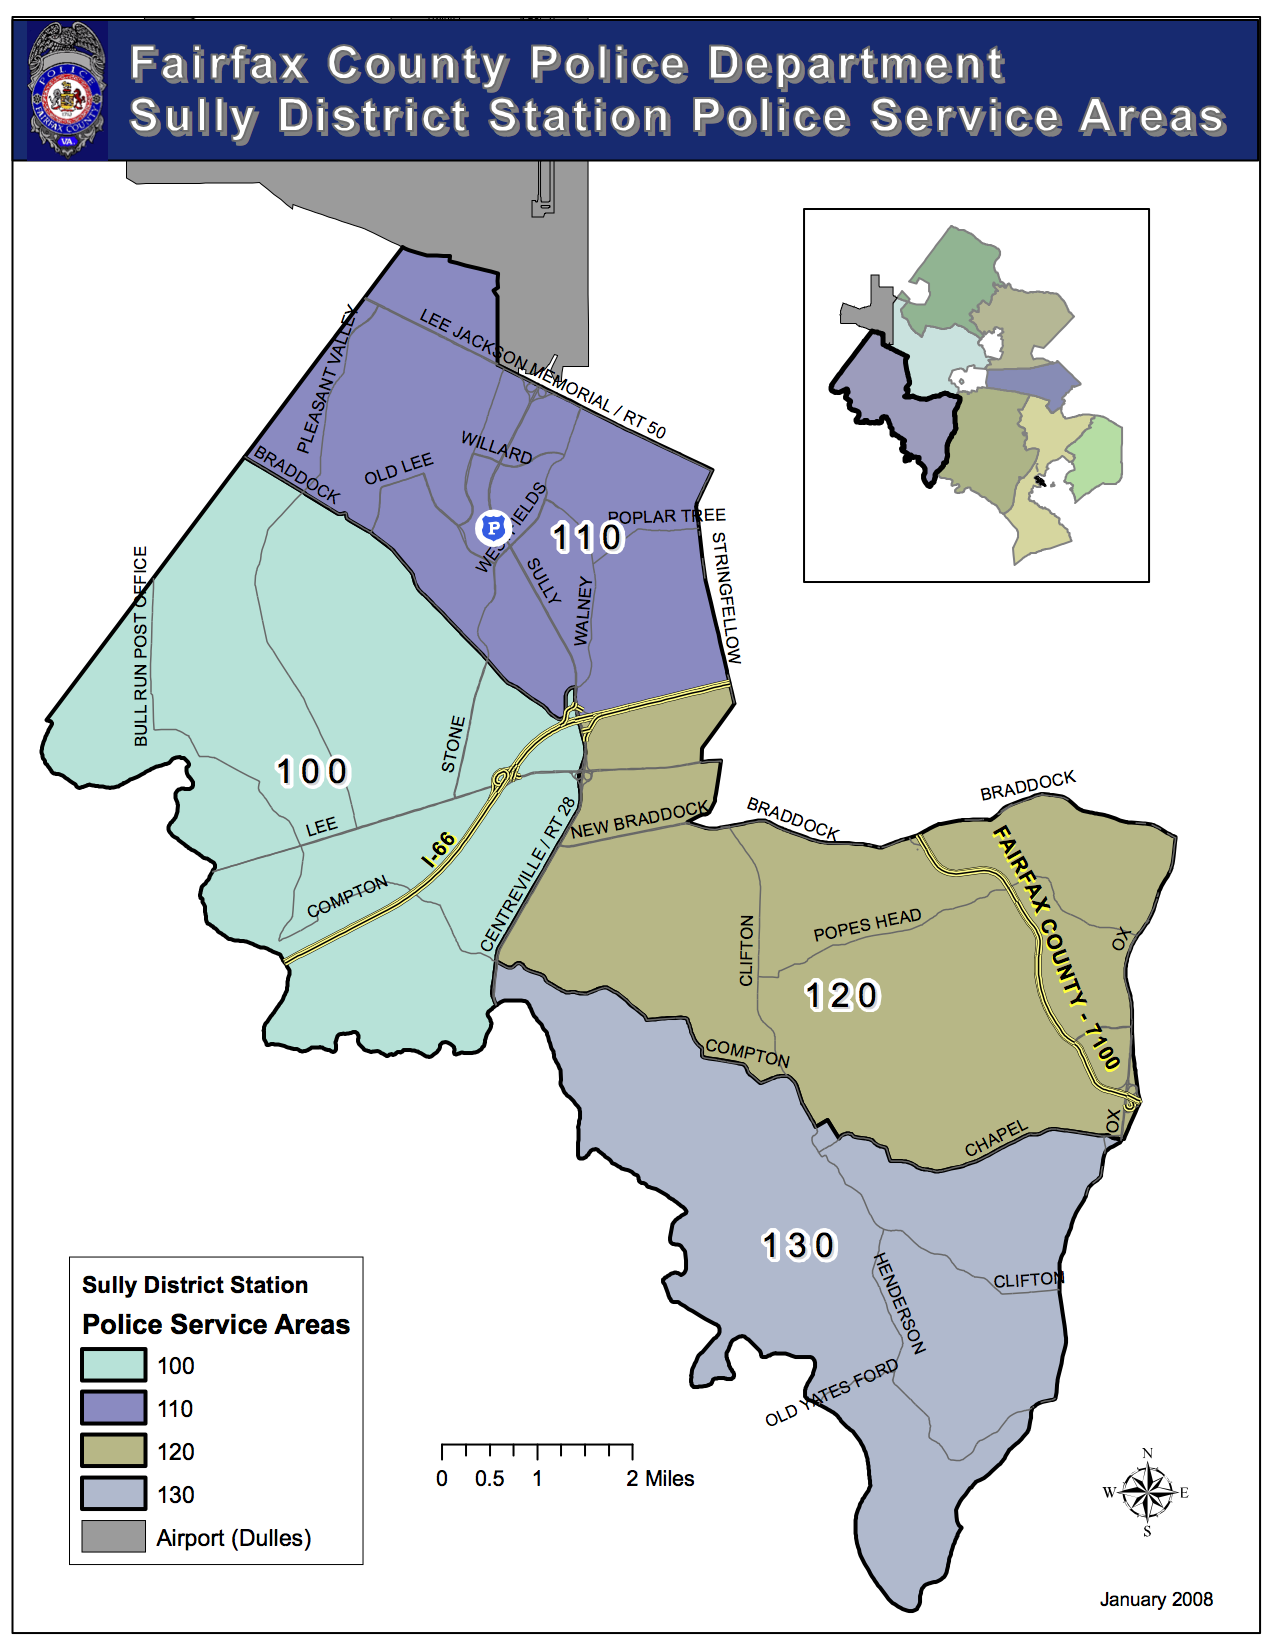 Fairfax County Police Department
Sully District Station Police Service Areas
POLICE
FAIRFAX COUNTY
VA.
LEE JACKSON MEMORIAL / RT 50
PLEASANT VALLEY
WILLARD
BRADDOCK
OLD LEE
WESTFIELDS
P
110
POPLAR TREE
STRINGFELLOW
SULLY
WALNEY
BULL RUN POST OFFICE
STONE
100
LEE
I-66
COMPTON
CENTREVILLE / RT 28
NEW BRADDOCK
BRADDOCK
BRADDOCK
FAIRFAX COUNTY - 7100
CLIFTON
POPES HEAD
OX
120
COMPTON
CHAPEL
OX
130
HENDERSON
CLIFTON
OLD YATES FORD
Sully District Station
Police Service Areas
100
110
120
130
Airport (Dulles)
0 0.5 1 2 Miles
N
W E
S
January 2008